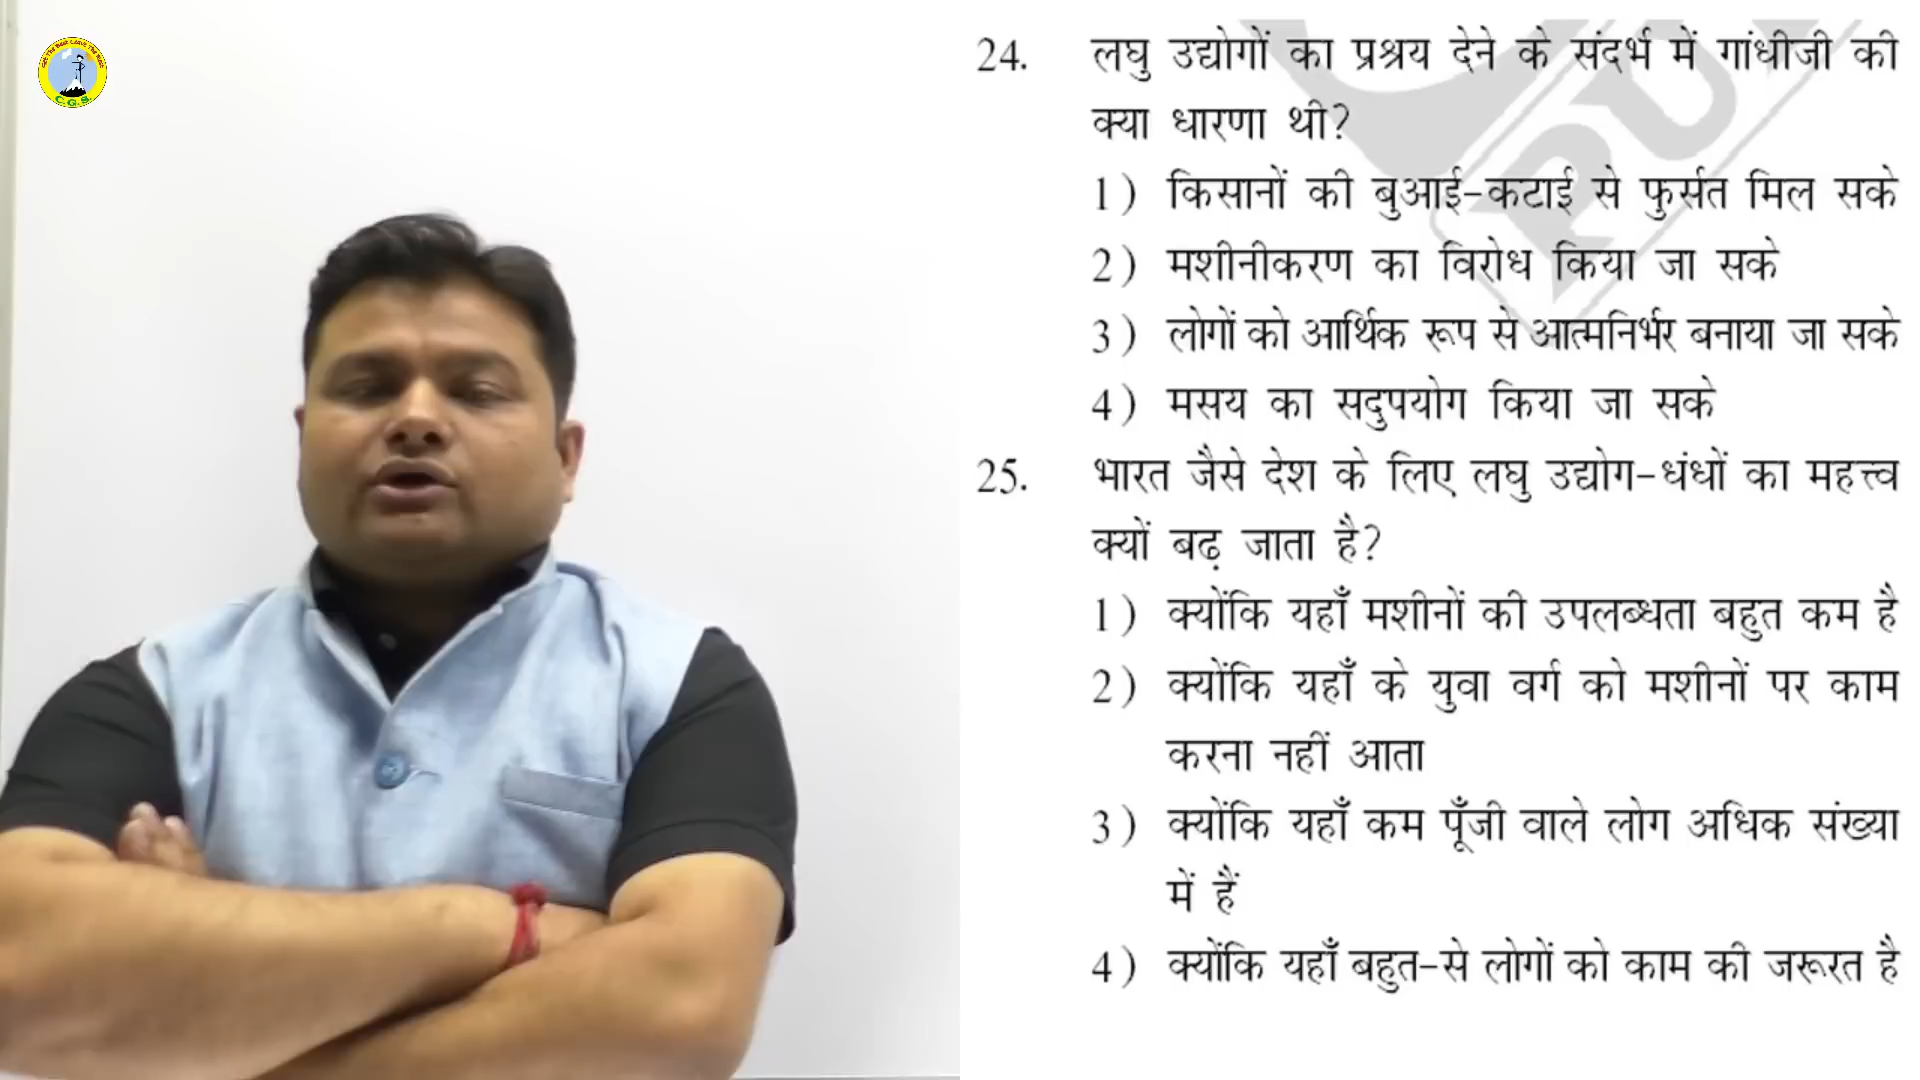 C.G.S.
24. लघु उद्योगों का प्रश्रय देने के संदर्भ में गांधीजी की
क्या धारणा थी?
1) किसानों की बुआई-कटाई से फुर्सत मिल सके
2) मशीनीकरण का विरोध किया जा सके
3) लोगों को आर्थिक रूप से आत्मनिर्भर बनाया जा सके
4) मसय का सदुपयोग किया जा सके
25. भारत जैसे देश के लिए लघु उद्योग-धंधों का महत्त्व
क्यों बढ़ जाता है?
1) क्योंकि यहाँ मशीनों की उपलब्धता बहुत कम है
2) क्योंकि यहाँ के युवा वर्ग को मशीनों पर काम
करना नहीं आता
3) क्योंकि यहाँ कम पूँजी वाले लोग अधिक संख्या
में हैं
4) क्योंकि यहाँ बहुत-से लोगों को काम की जरूरत है